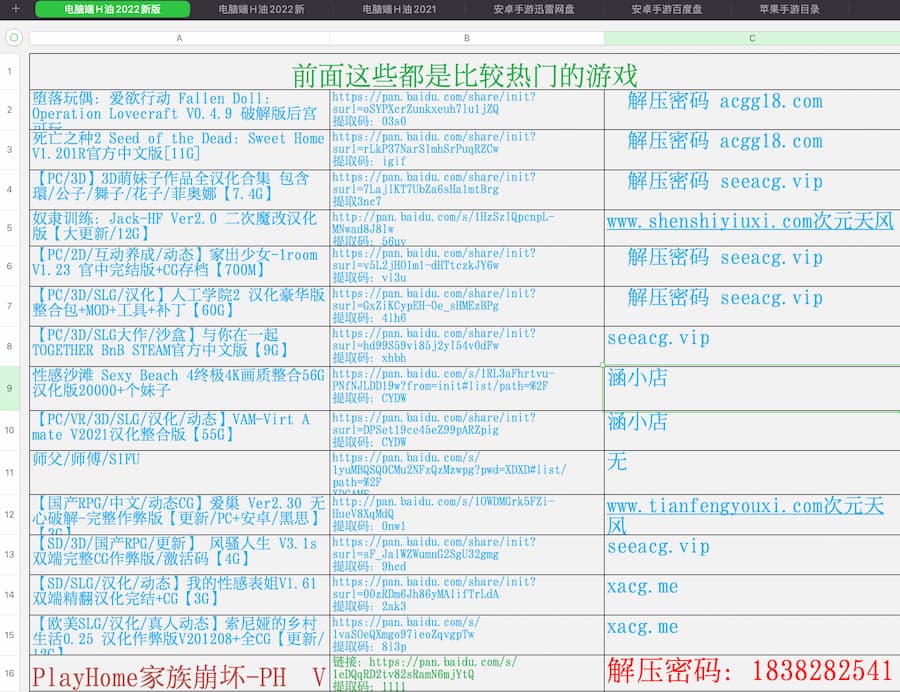 电脑端H油2022新版 电脑端H油2022新 电脑端H油2021 安卓手游迅雷网盘 安卓手游百度盘 苹果手游目录
A B C
1 前面这些都是比较热门的游戏
2 堕落玩偶: 爱欲行动 Fallen Doll:
Operation Lovecraft V0.4.9 破解版后宫
https://pan.baidu.com/share/init?
surl=oSYPXcrZunkxeuh7lu1jZQ
提取码: 03s0
解压密码 acgg18.com
3 死亡之种2 Seed of the Dead: Sweet Home
V1.201R官方中文版[11G]
https://pan.baidu.com/share/init?
surl=rLkP37NarSImhSrPuqRZCw
提取码: igif
解压密码 acgg18.com
4 【PC/3D】3D萌妹子作品全汉化合集 包含
環/公子/舞子/花子/菲奥娜【7.4G】
https://pan.baidu.com/share/init?
surl=7LajlKT7UbZa6sHa1mtBrg
提取3nc7
解压密码 seeacg.vip
5 奴隶训练: Jack-HF Ver2.0 二次魔改汉化
版【大更新/12G】
http://pan.baidu.com/s/1HzSzIQpcnpL-
MNwad8J8lw
提取码: 56uv
www.shenshiyiuxi.com次元天风
6 【PC/2D/互动养成/动态】家出少女-1room
V1.23 官中完结版+CG存档【700M】
https://pan.baidu.com/share/init?
surl=v5L2jHO1m1-dHTtczkJY6w
提取码: vl3u
解压密码 seeacg.vip
7 【PC/3D/SLG/汉化】人工学院2 汉化豪华版
整合包+MOD+工具+补丁【60G】
https://pan.baidu.com/share/init?
surl=GxZiKCypEH-Oe_sHMEzBPg
提取码: 4lh6
解压密码 seeacg.vip
8 【PC/3D/SLG大作/沙盒】与你在一起
TOGETHER BnB STEAM官方中文版【9G】
https://pan.baidu.com/share/init?
surl=hd99S59vi85j2yI54v0dFw
提取码: xhbh
seeacg.vip
9 性感沙滩 Sexy Beach 4终极4K画质整合56G
汉化版20000+个妹子
https://pan.baidu.com/s/1RL3aFhrtvu-
PNfNJLDD19w?from=init#list/path=%2F
提取码: CYDW
涵小店
10 【PC/VR/3D/SLG/汉化/动态】VAM-Virt A
mate V2021汉化整合版【55G】
https://pan.baidu.com/share/init?
surl=DPSet19ce45eZ99pARZpig
提取码: CYDW
涵小店
11 师父/师傅/SIFU
https://pan.baidu.com/s/
1yuMBQSQOCMu2NFzQzMzwpg?pwd=XDXD#list/
path=%2F
无
12 【国产RPG/中文/动态CG】爱巢 Ver2.30 无
心破解-完整作弊版【更新/PC+安卓/黑思】
http://pan.baidu.com/s/1OWDMGrk5FZi-
HueV8XqMdQ
提取码: 0nw1
www.tianfengyouxi.com次元天
风
13 【SD/3D/国产RPG/更新】 风骚人生 V3.1s
双端完整CG作弊版/激活码【4G】
https://pan.baidu.com/share/init?
surl=sF_JalWZWumnG2SgU32gmg
提取码: 9hcd
seeacg.vip
14 【SD/SLG/汉化/动态】我的性感表姐V1.61
双端精翻汉化完结+CG【3G】
https://pan.baidu.com/share/init?
surl=00zRDm6Jh86yMAIifTrLdA
提取码: 2ak3
xacg.me
15 【欧美SLG/汉化/真人动态】索尼娅的乡村
生活0.25 汉化作弊版V201208+全CG【更新/
https://pan.baidu.com/s/
1vaSOeQXmgo97ieoZqvgpTw
提取码: 8l3p
xacg.me
16 PlayHome家族崩坏-PH V
链接: https://pan.baidu.com/s/
1eDQqRD2tv82sRamN6mjYtQ
提取码: 1111
解压密码: 1838282541